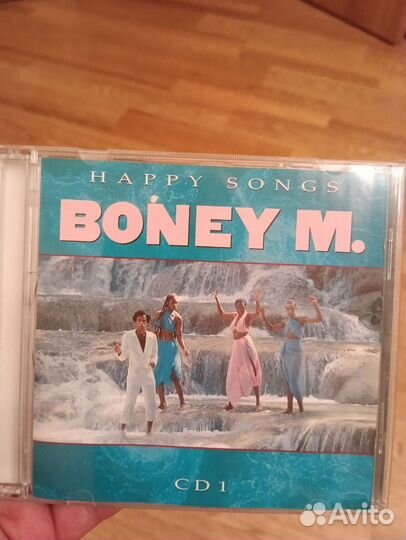 HAPPY SONGS
BONEY M.
CD 1
Avito